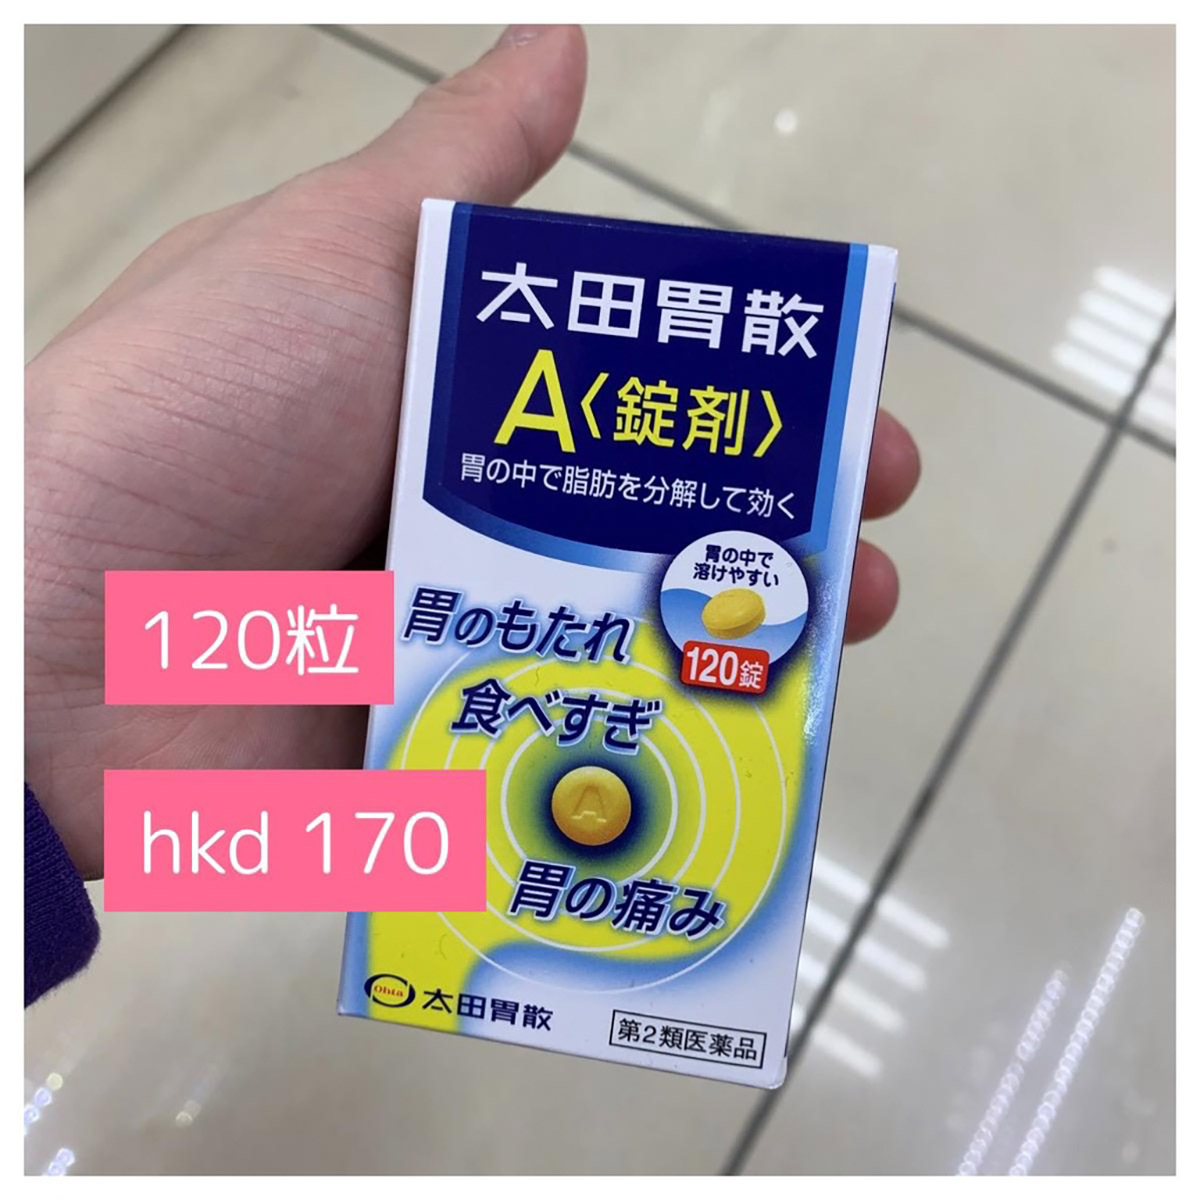 太田胃散
A〈錠剤〉
胃の中で脂肪を分解して効く
胃の中で
溶けやすい
120錠
120粒
胃のもたれ
食べすぎ
A
hkd 170
胃の痛み
Ohta
太田胃散
第2類医薬品